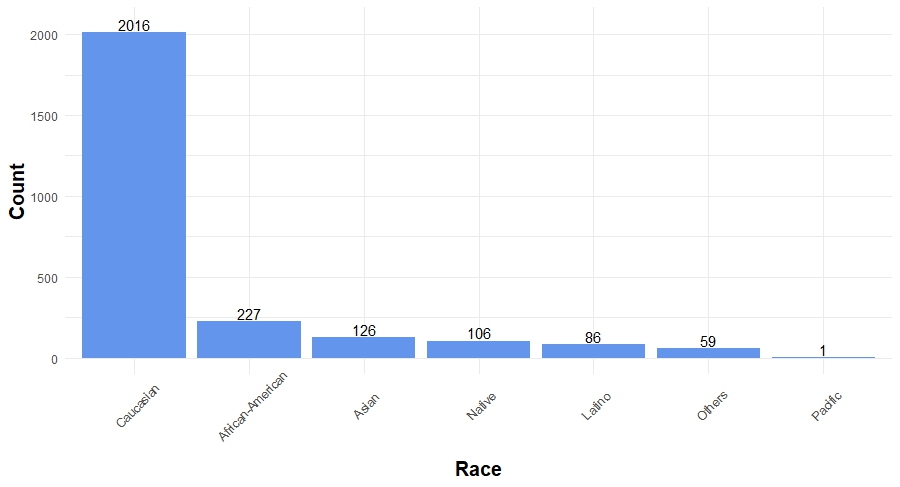 2016
2000
1500
1000
500
0
227
126
106
86
59
1
Count
Caucasian
African-American
Asian
Native
Latino
Others
Pacific
Race